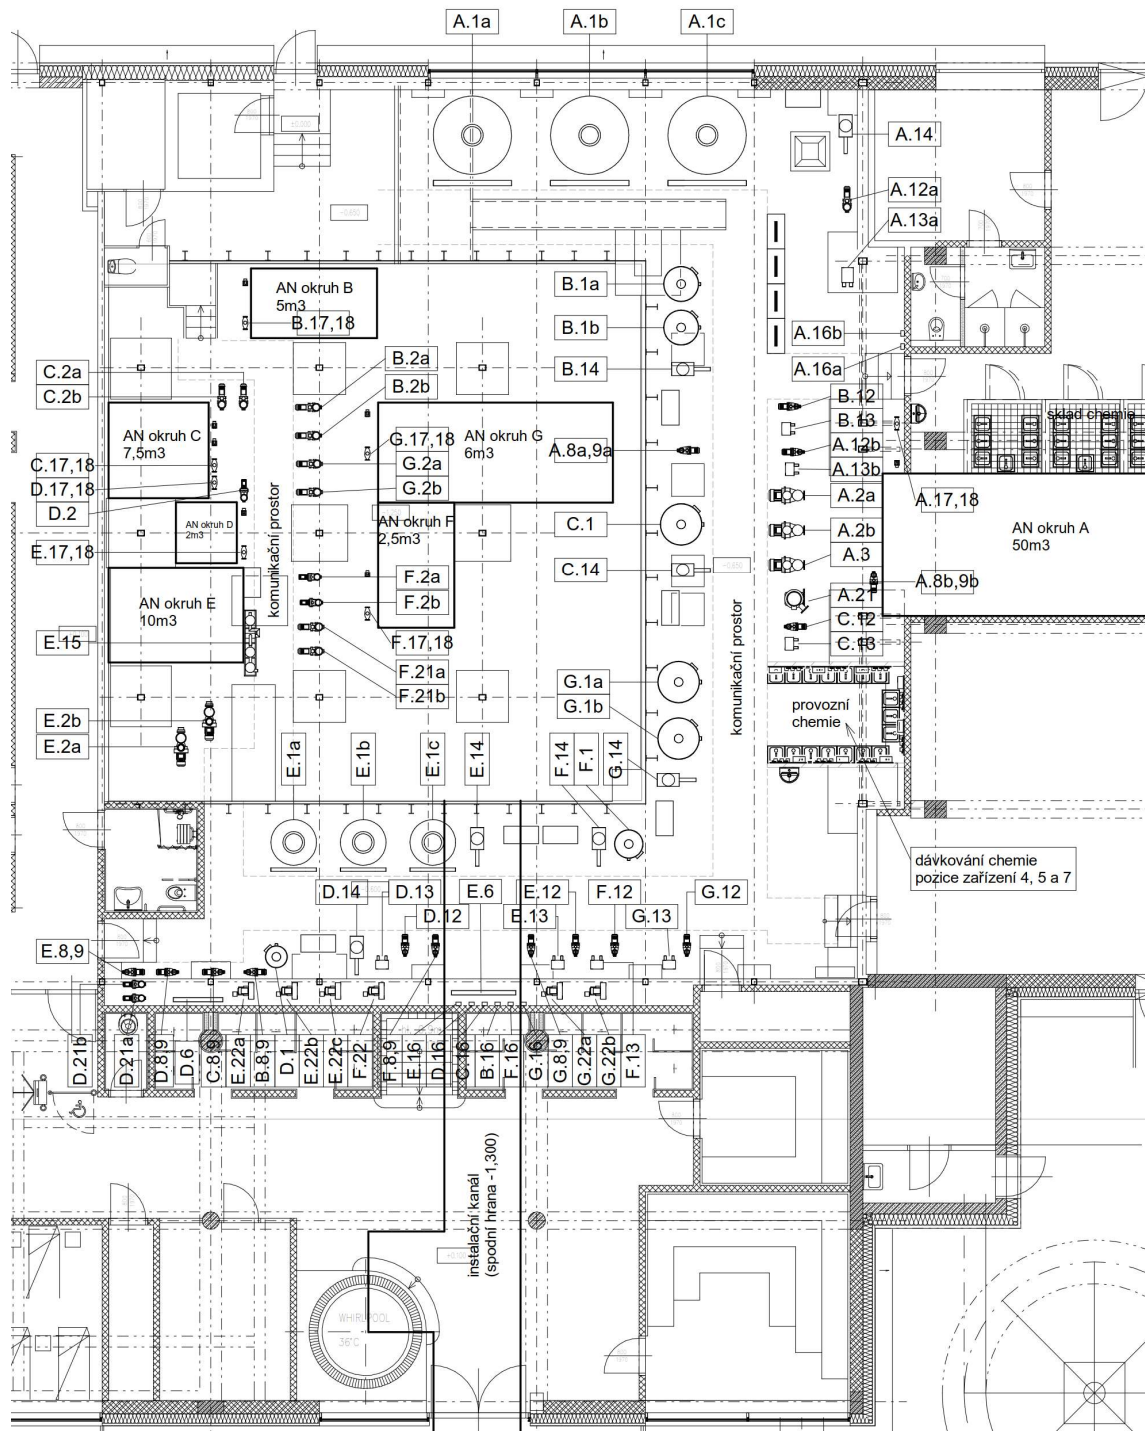 A.1a
A.1b
A.1c
A.14
A.12a
A.13a
±0,000
-0,650
AN okruh B
5m3
B.17,18
B.1a
B.1b
B.14
A.16b
A.16a
C.2a
C.2b
B.2a
B.2b
B.12
B.13
A.12b
A.13b
sklad chemie
AN okruh C
7,5m3
C.17,18
D.17,18
D.2
G.17,18
G.2a
G.2b
AN okruh G
6m3
A.8a,9a
A.2a
A.2b
A.3
A.17,18
AN okruh A
50m3
AN okruh D
2m3
AN okruh F
2,5m3
C.1
C.14
-0,650
E.17,18
komunikační prostor
AN okruh E
10m3
E.15
F.2a
F.2b
F.17,18
F.21a
F.21b
A.8b,9b
A.21
C.12
C.13
komunikační prostor
G.1a
G.1b
provozní
chemie
E.2b
E.2a
E.1a
E.1b
E.1c
E.14
F.14
F.1
G.14
dávkování chemie
pozice zařízení 4, 5 a 7
D.14
D.13
D.12
E.6
E.12
E.13
F.12
G.13
G.12
E.8,9
D.21b
D.21a
D.8,9
D.6
C.8,9
E.22a
B.8,9
D.1
E.22b
E.22c
F.22
F.8,9
E.16
D.16
C.16
B.16
F.16
G.16
G.8,9
G.22a
G.22b
F.13
instalační kanál
(spodní hrana -1,300)
WHIRLPOOL
36°C